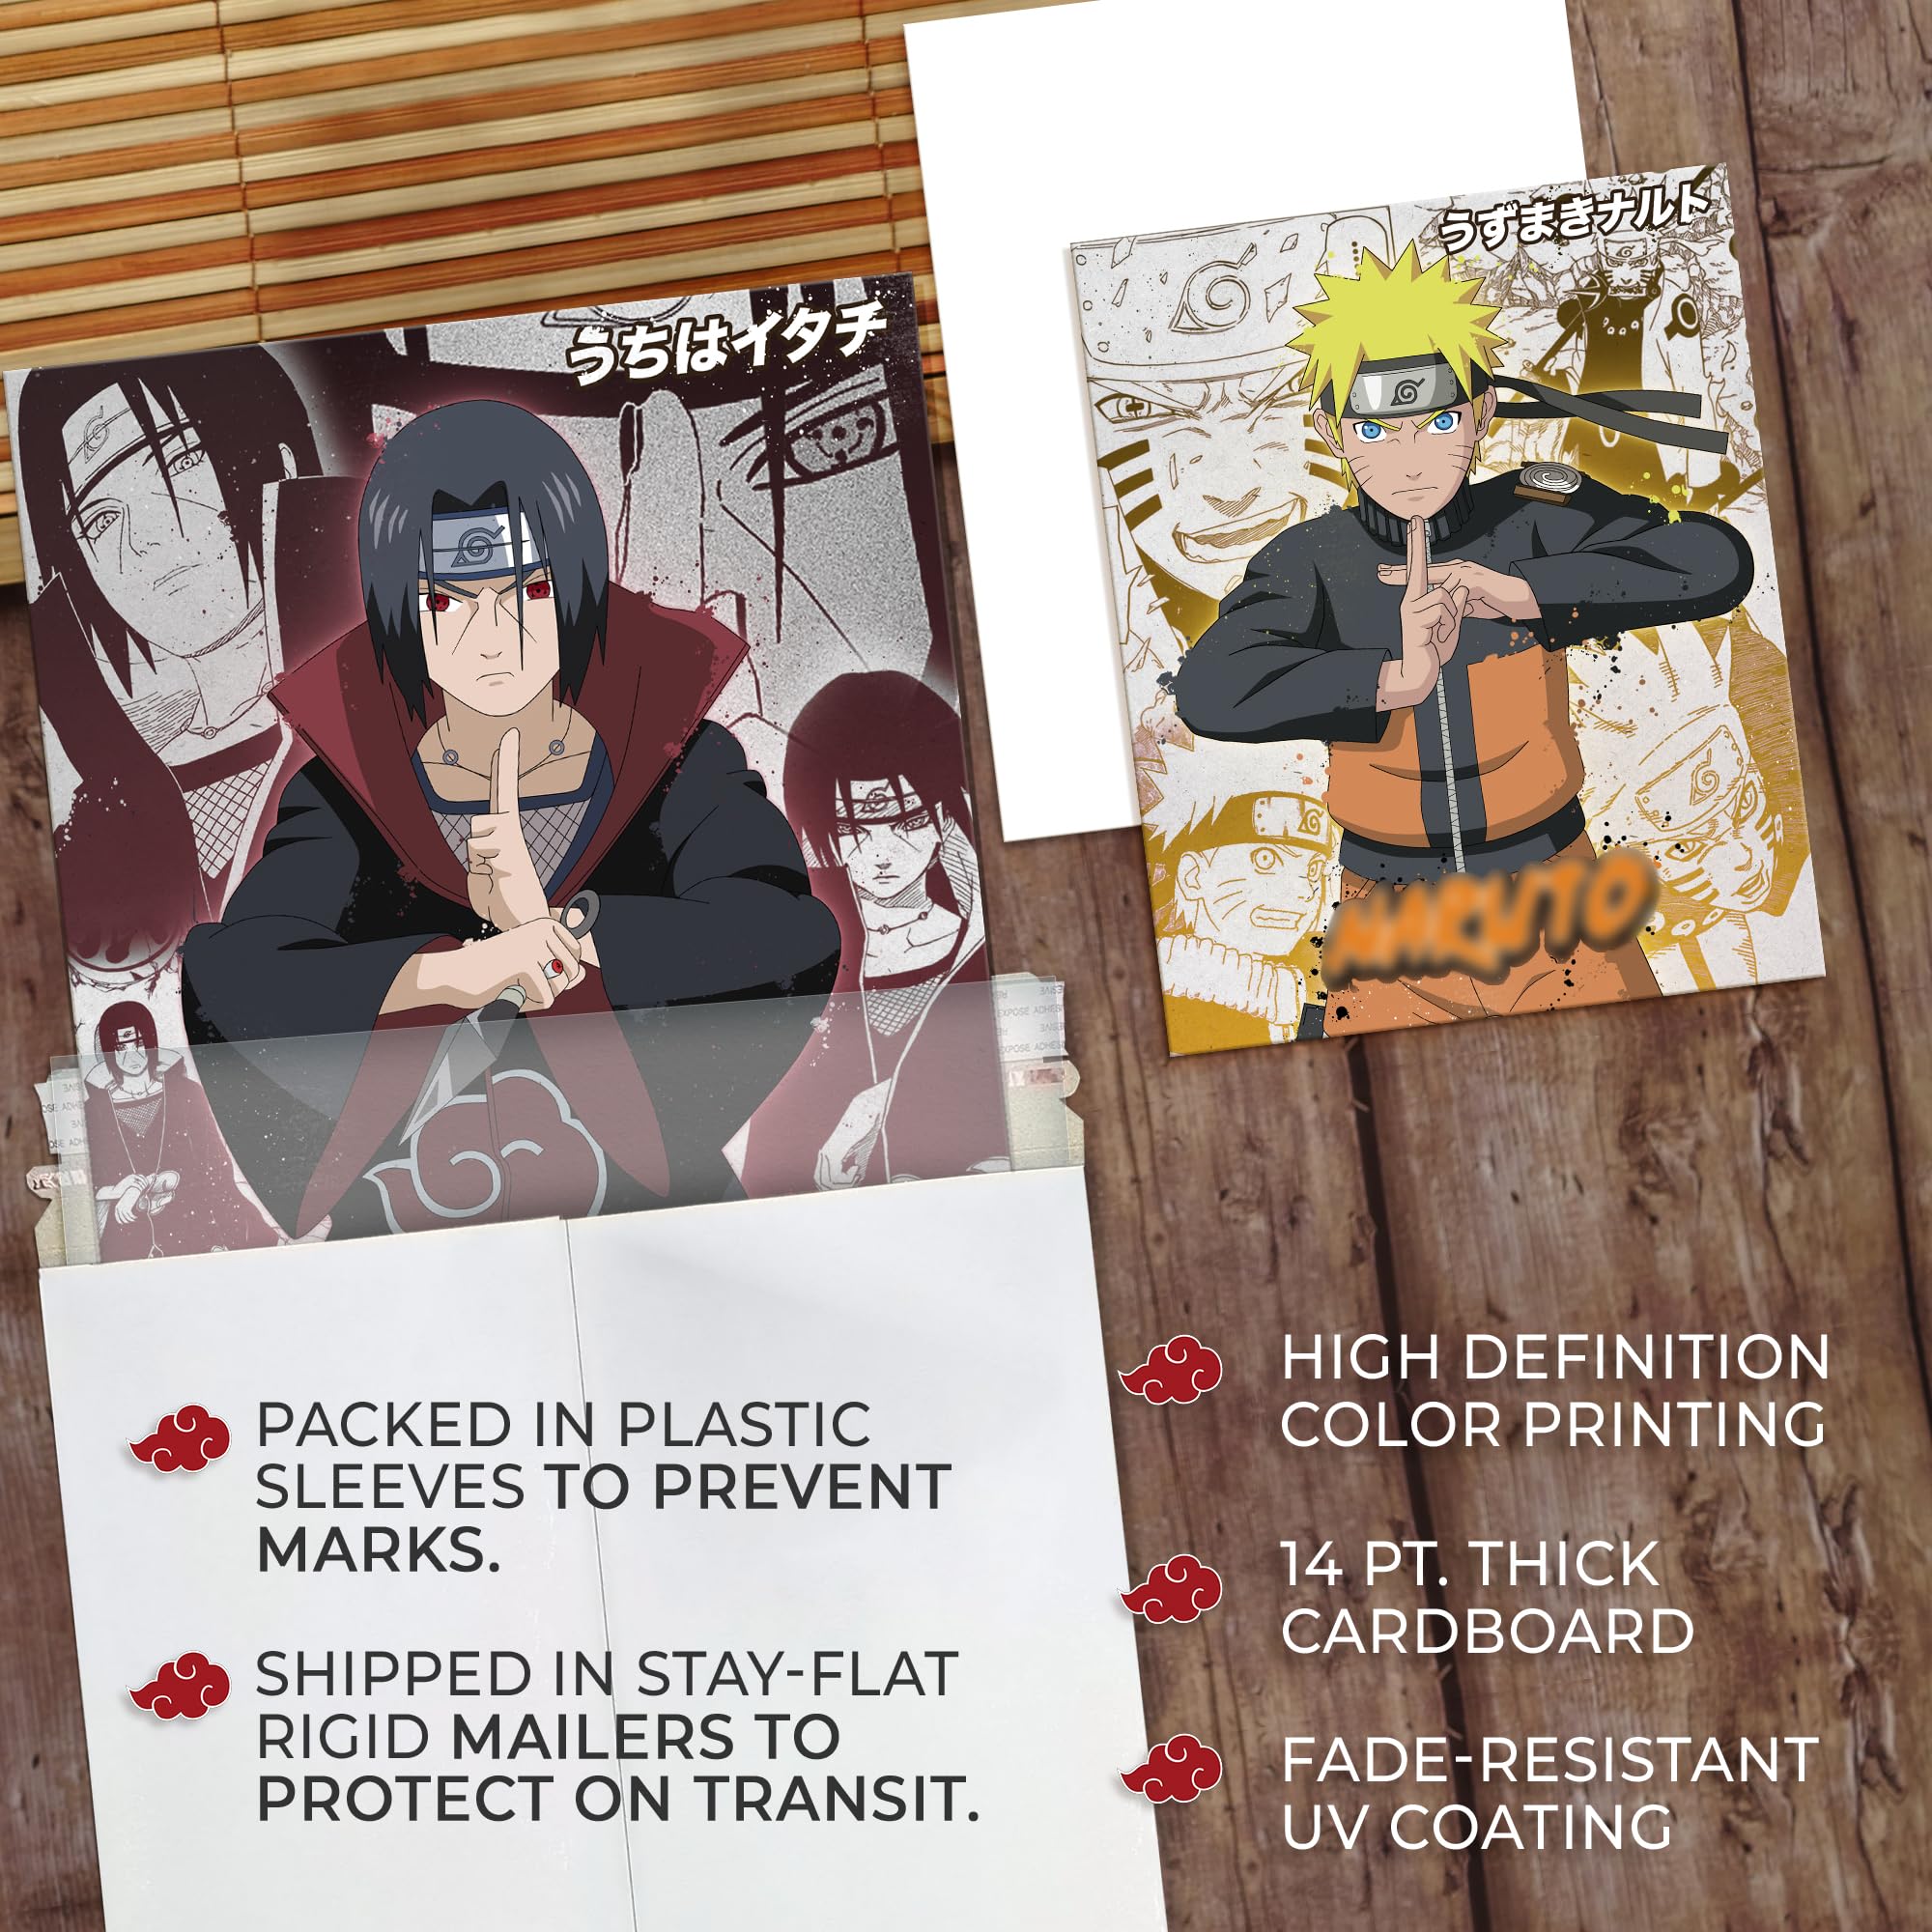 うちはイタチ
うずまきナルト
NARUTO
PACKED IN PLASTIC
SLEEVES TO PREVENT
MARKS.
SHIPPED IN STAY-FLAT
RIGID MAILERS TO
PROTECT ON TRANSIT.
HIGH DEFINITION
COLOR PRINTING
14 PT. THICK
CARDBOARD
FADE-RESISTANT
UV COATING